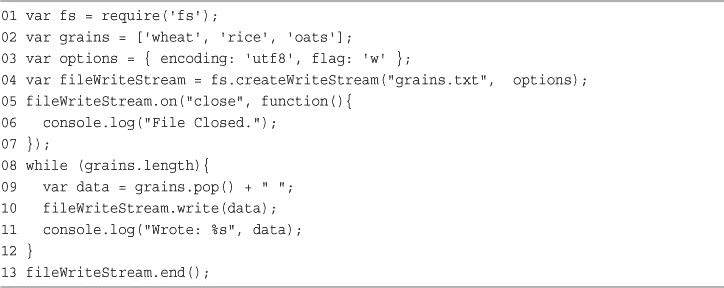 01 var fs = require('fs');
02 var grains = ['wheat', 'rice', 'oats'];
03 var options = { encoding: 'utf8', flag: 'w' };
04 var fileWriteStream = fs.createWriteStream("grains.txt",  options);
05 fileWriteStream.on("close", function(){
06   console.log("File Closed.");
07 });
08 while (grains.length){
09   var data = grains.pop() + " ";
10   fileWriteStream.write(data);
11   console.log("Wrote: %s", data);
12 }
13 fileWriteStream.end();